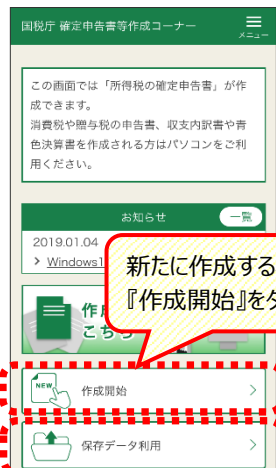 国税庁 確定申告書等作成コーナー
メニュー
この画面では「所得税の確定申告書」が作
成できます。
消費税や贈与税の申告書、収支内訳書や青
色決算書を作成される方はパソコンをご利
用ください。
お知らせ
一覧
2019.01.04
> Windows1
新たに作成する
『作成開始』を
作
こち
NEW
作成開始
保存データ利用